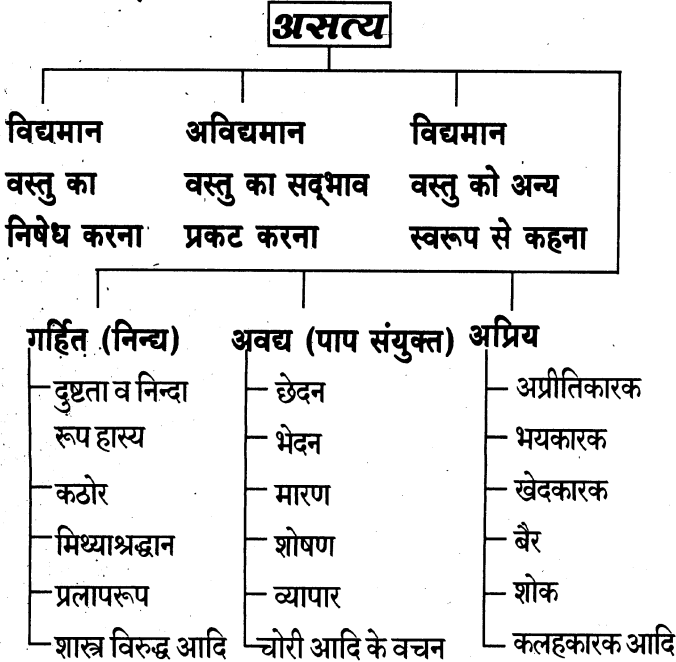 असत्य
विद्यमान
वस्तु का
निषेध करना
अविद्यमान
वस्तु का सद्‌भाव
प्रकट करना
विद्यमान
वस्तु को अन्य
स्वरूप से कहना
गर्हित (निन्द्य)
दुष्टता व निन्दा
रूप हास्य
कठोर
मिथ्याश्रद्धान
प्रलापरूप
शास्त्र विरुद्ध आदि
अवद्य (पाप संयुक्त)
छेदन
भेदन
मारण
शोषण
व्यापार
चोरी आदि के वचन
अप्रिय
अप्रीतिकारक
भयकारक
खेदकारक
बैर
शोक
कलहकारक आदि